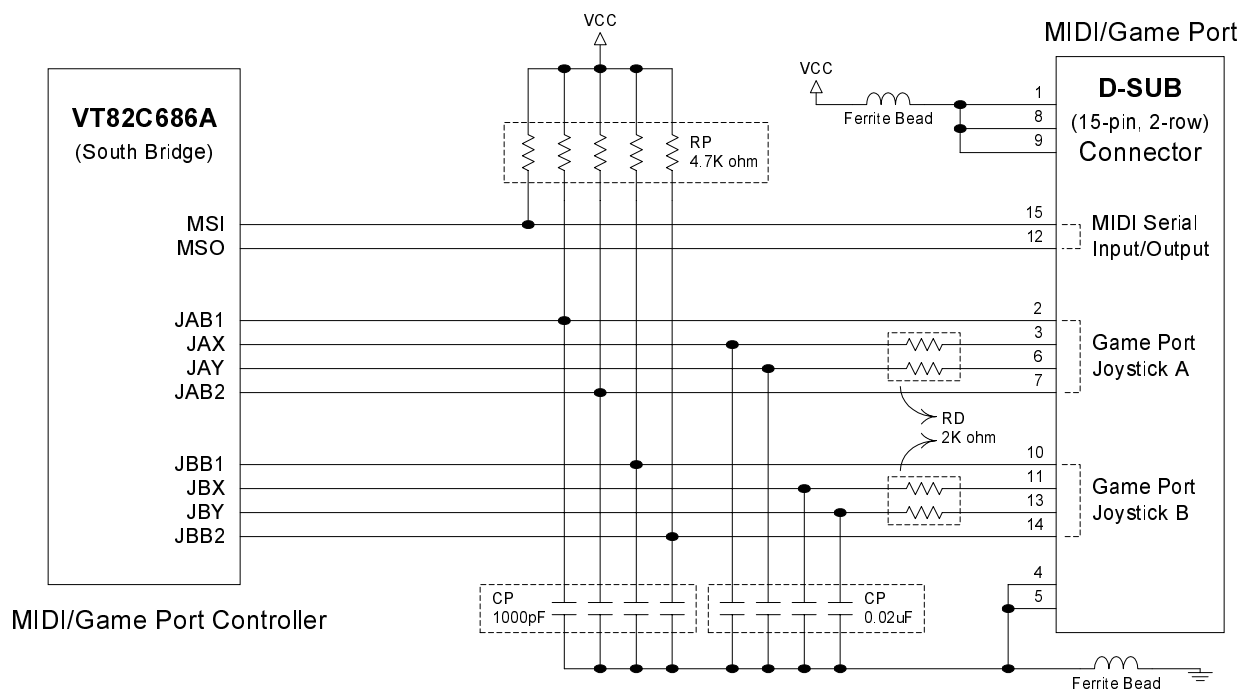 VCC
MIDI/Game Port
VT82C686A
(South Bridge)
VCC
Ferrite Bead
1
8
9
D-SUB
(15-pin, 2-row)
Connector
RP
4.7K ohm
MSI
MSO
15
12
MIDI Serial
Input/Output
JAB1
JAX
JAY
JAB2
2
3
6
7
Game Port
Joystick A
RD
2K ohm
JBB1
JBX
JBY
JBB2
10
11
13
14
Game Port
Joystick B
4
5
CP
1000pF
CP
0.02uF
MIDI/Game Port Controller
Ferrite Bead